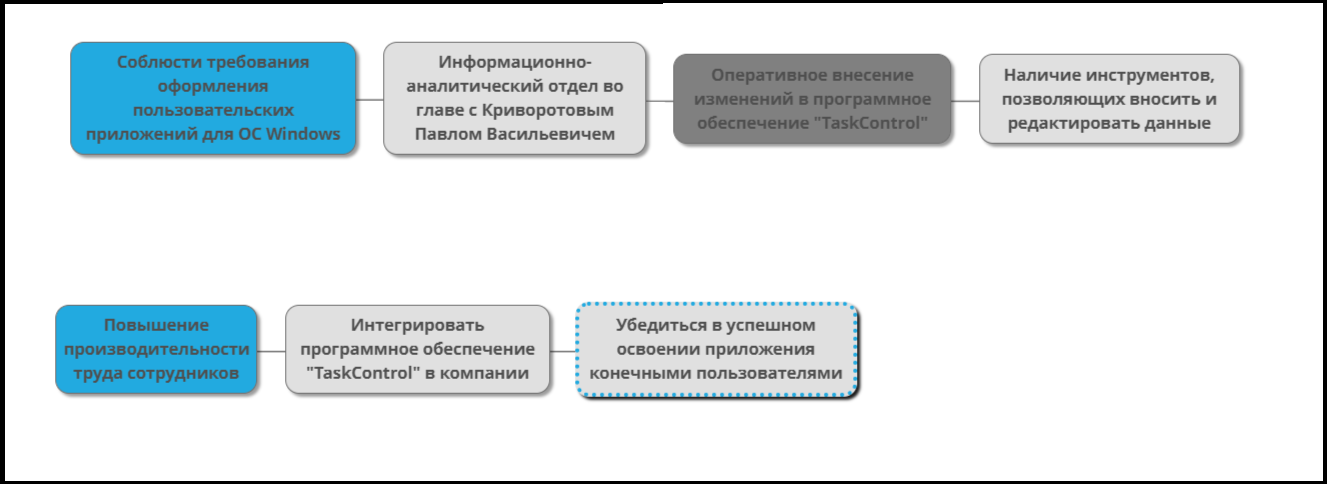 Соблюсти требования
оформления
пользовательских
приложений для ОС Windows
Информационно-
аналитический отдел во
главе с Криворотовым
Павлом Васильевичем
Оперативное внесение
изменений в программное
обеспечение "TaskControl"
Наличие инструментов,
позволяющих вносить и
редактировать данные
Повышение
производительности
труда сотрудников
Интегрировать
программное обеспечение
"TaskControl" в компании
Убедиться в успешном
освоении приложения
конечными пользователями